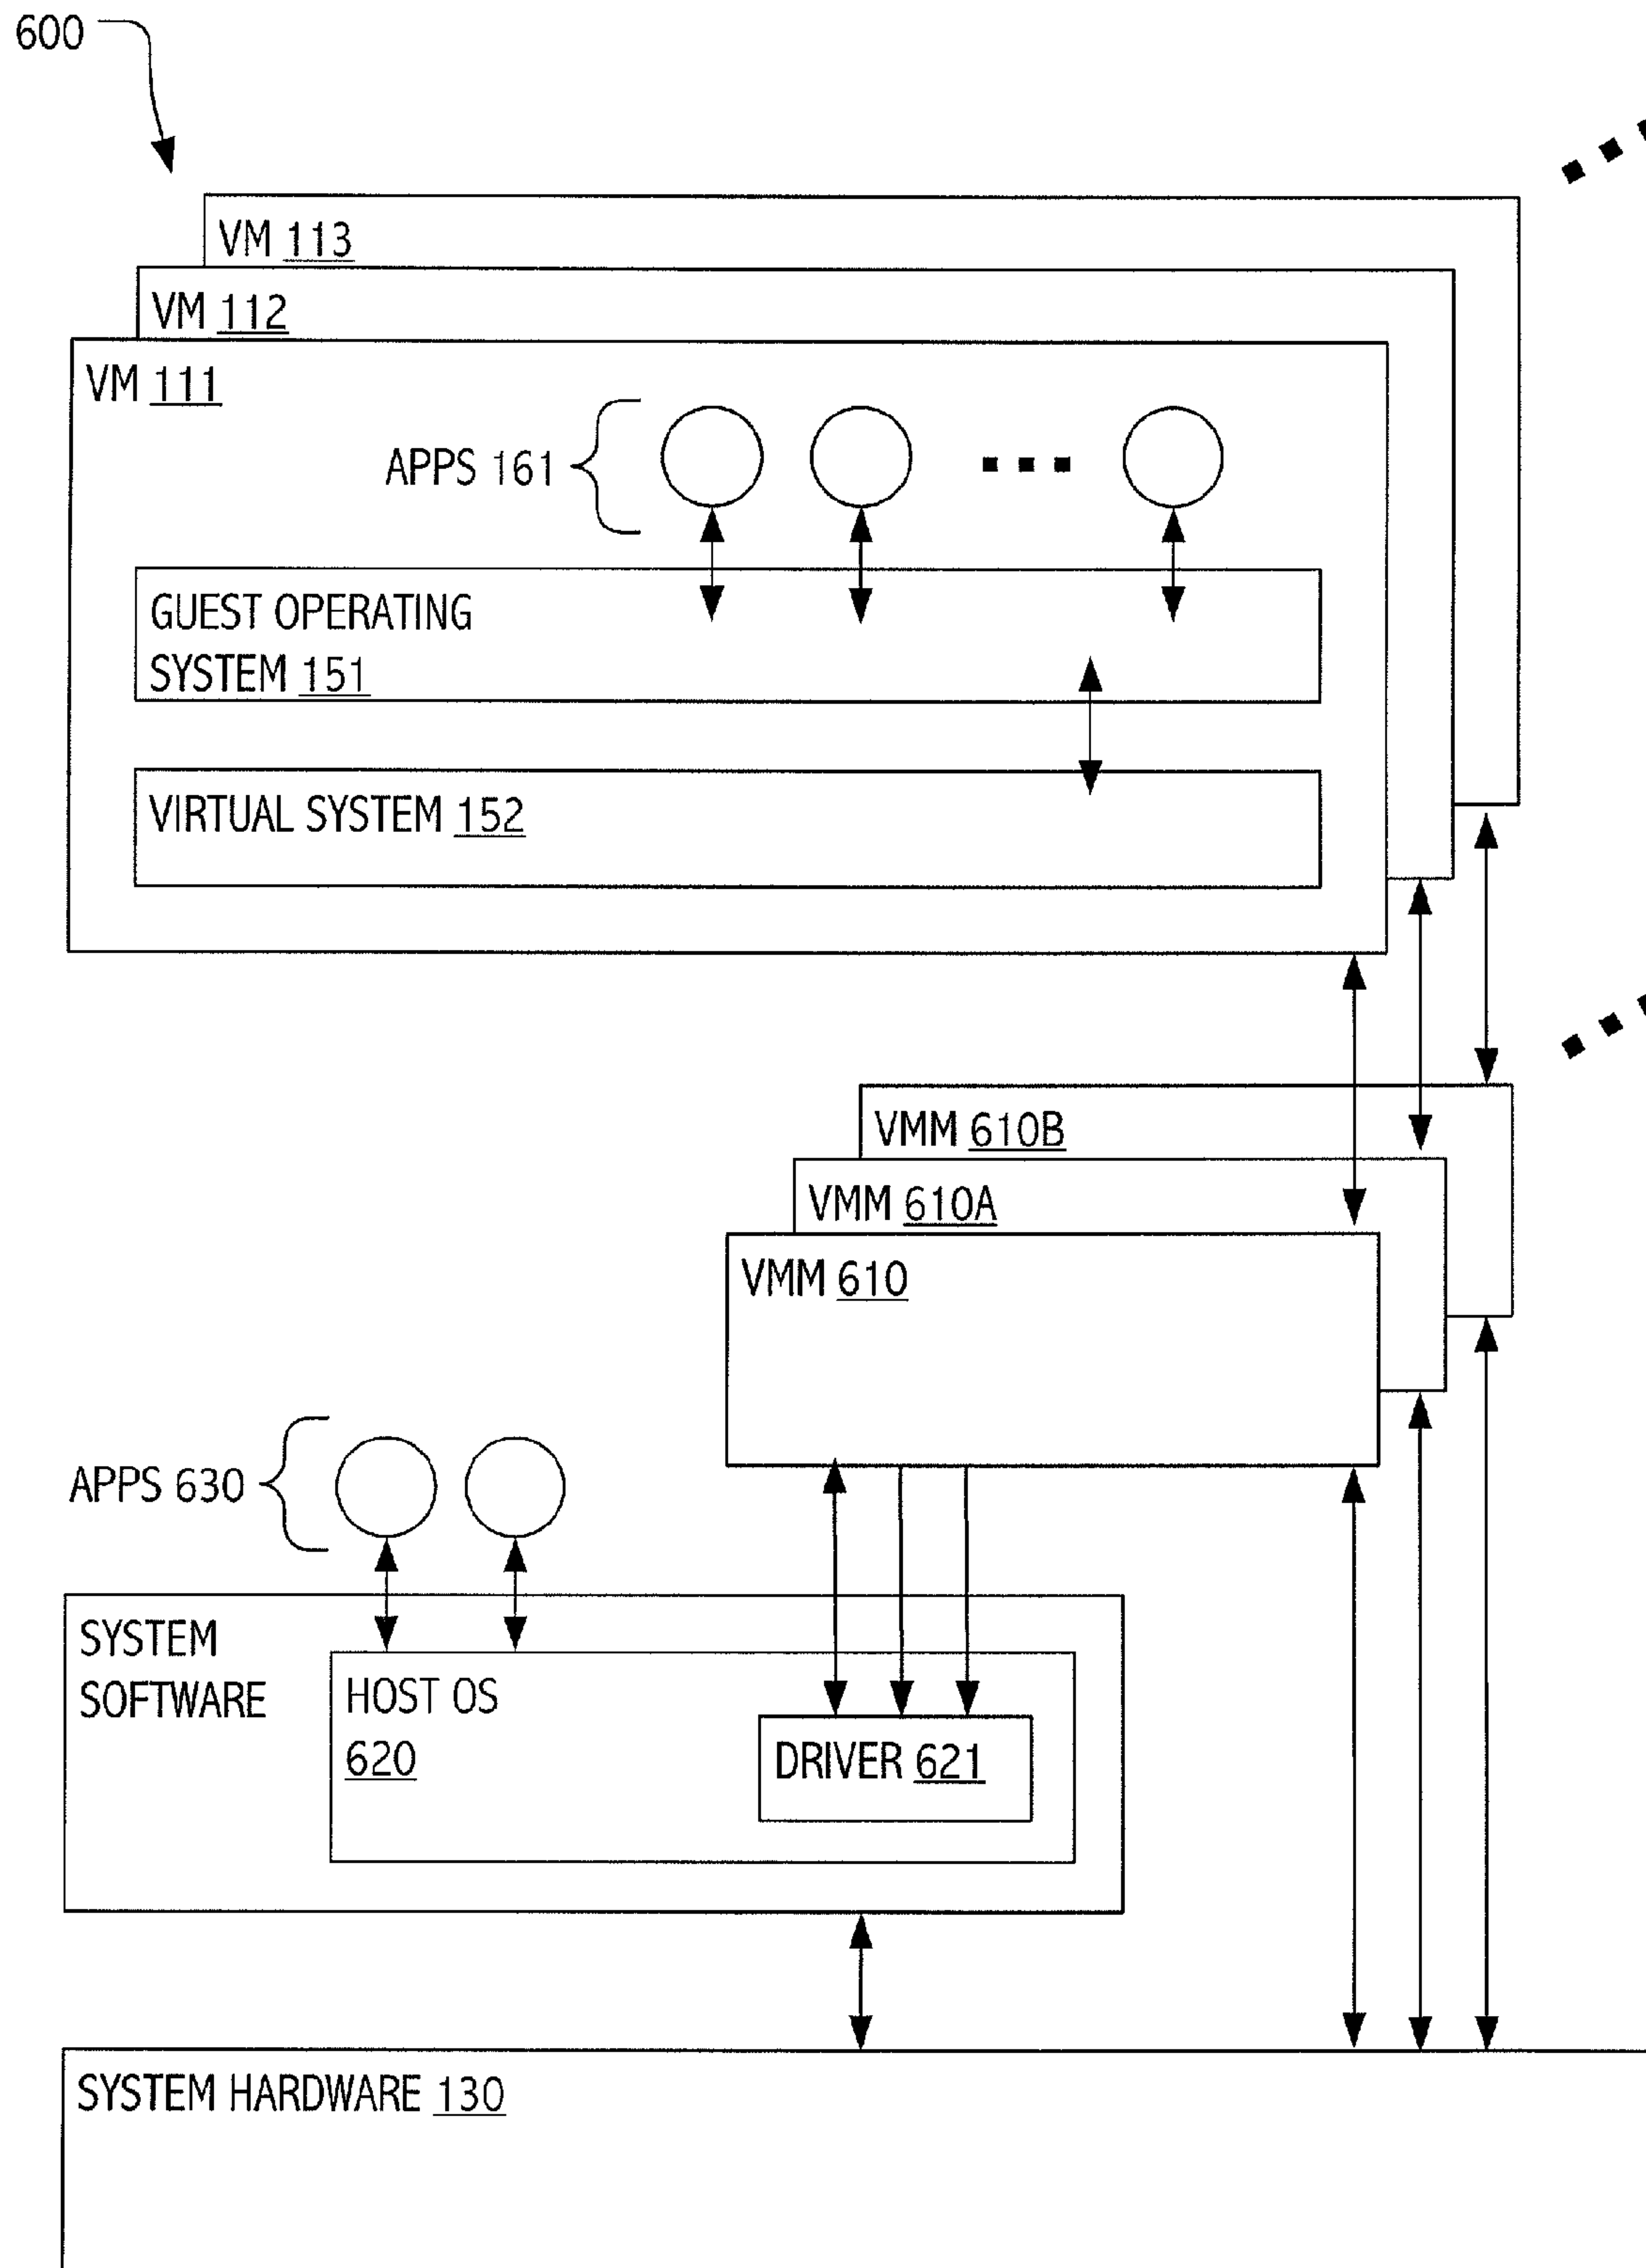 600
VM 113
VM 112
VM 111
APPS 161
GUEST OPERATING
SYSTEM 151
VIRTUAL SYSTEM 152
VMM 610B
VMM 610A
VMM 610
APPS 630
SYSTEM
SOFTWARE
HOST OS
620
DRIVER 621
SYSTEM HARDWARE 130